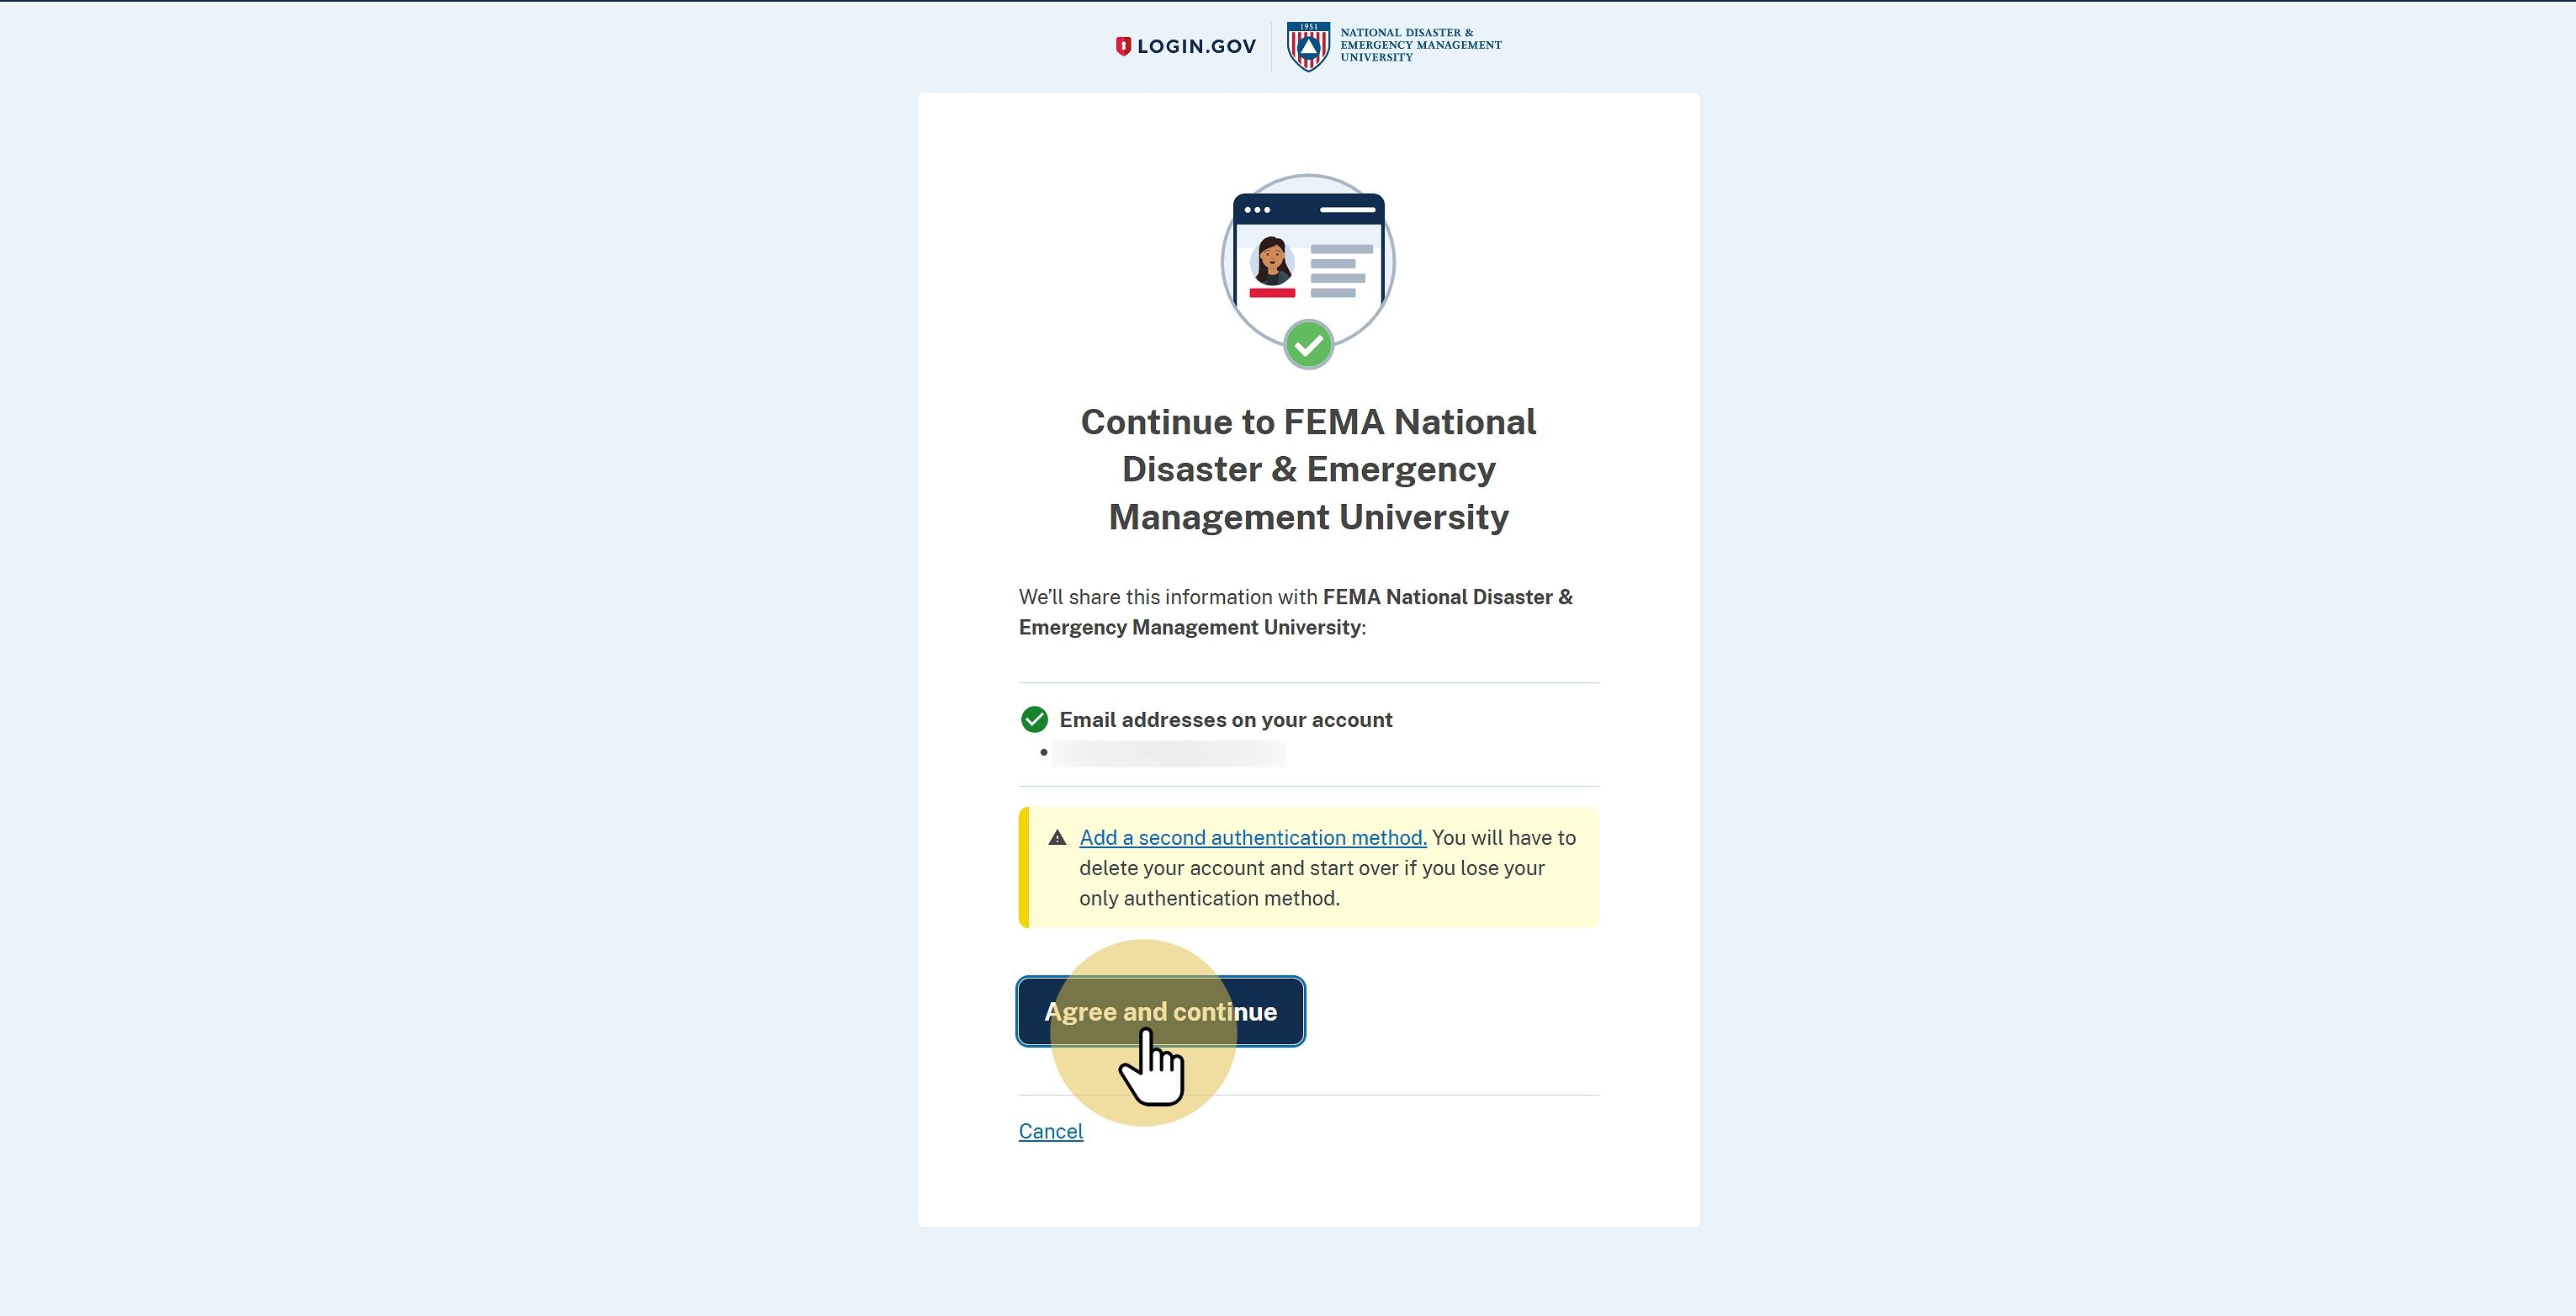 LOGIN.GOV
1951
NATIONAL DISASTER &
EMERGENCY MANAGEMENT
UNIVERSITY
Continue to FEMA National
Disaster & Emergency
Management University
We’ll share this information with FEMA National Disaster &
Emergency Management University:
Email addresses on your account
Add a second authentication method. You will have to
delete your account and start over if you lose your
only authentication method.
Agree and continue
Cancel